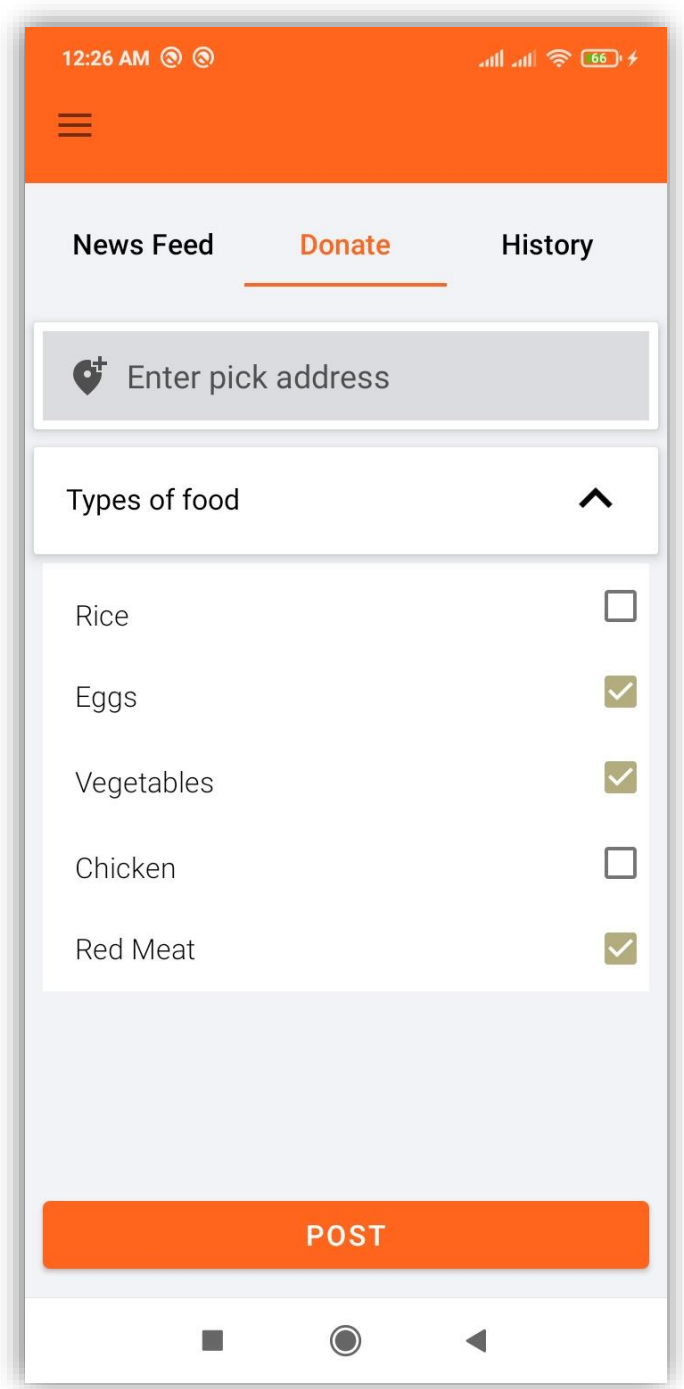 12:26 AM 66
News Feed Donate History
Enter pick address
Types of food
Rice
Eggs
Vegetables
Chicken
Red Meat
POST